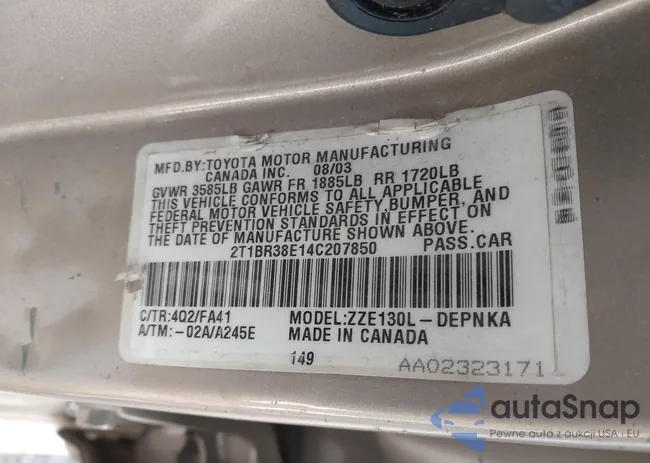 MFD.BY:TOYOTA MOTOR MANUFACTURING
CANADA INC. 08/03
GVWR 3585LB GAWR FR 1885LB RR 1720LB
THIS VEHICLE CONFORMS TO ALL APPLICABLE
FEDERAL MOTOR VEHICLE SAFETY,BUMPER, AND
THEFT PREVENTION STANDARDS IN EFFECT ON
THE DATE OF MANUFACTURE SHOWN ABOVE.
2T1BR38E14C207850 PASS.CAR
C/TR:4Q2/FA41 MODEL:ZZE130L-DEPNKA
A/TM:-02A/A245E MADE IN CANADA
149 AA02323171
autaSnap
Pewne auta z aukcji USA i EU